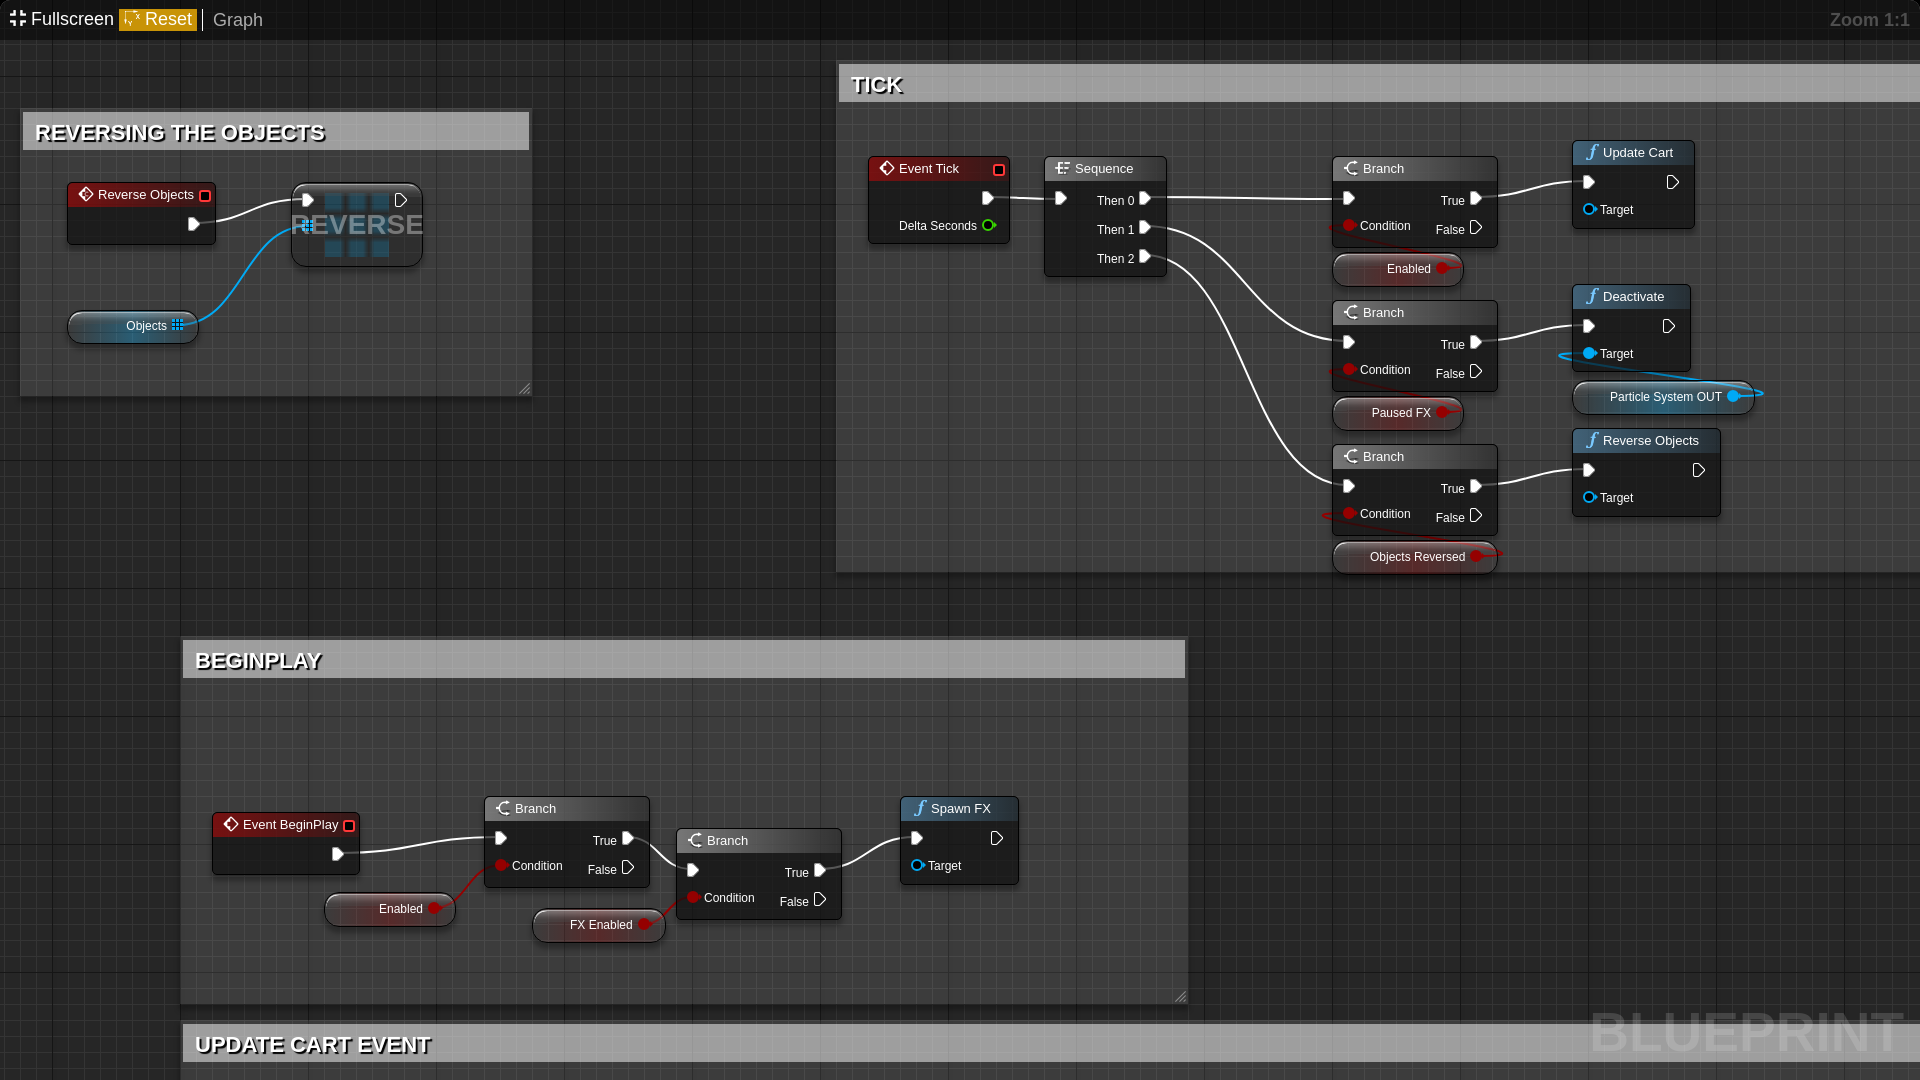 Fullscreen Reset Graph Zoom 1:1
REVERSING THE OBJECTS
Reverse Objects
REVERSE
Objects
TICK
Event Tick
Delta Seconds
Sequence
Then 0
Then 1
Then 2
Branch
True
Condition
False
Enabled
Update Cart
Target
Branch
True
Condition
False
Paused FX
Deactivate
Target
Particle System OUT
Branch
True
Condition
False
Objects Reversed
Reverse Objects
Target
BEGINPLAY
Event BeginPlay
Enabled
Branch
True
Condition
False
FX Enabled
Branch
True
Condition
False
Spawn FX
Target
UPDATE CART EVENT
BLUEPRINT